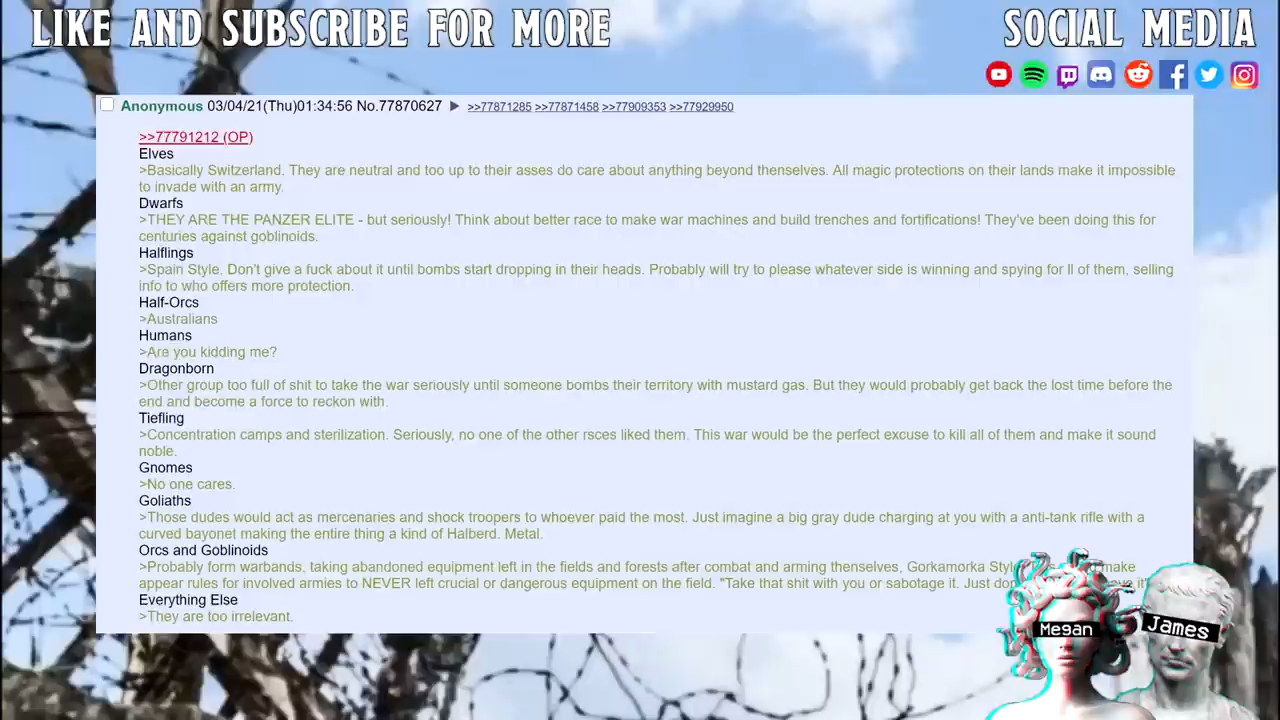 LIKE AND SUBSCRIBE FOR MORE
SOCIAL MEDIA
Anonymous 03/04/21(Thu)01:34:56 No.77870627 ▶ >>77871285 >>77871458 >>77909353 >>77929950
>>77791212 (OP)
Elves
>Basically Switzerland. They are neutral and too up to their asses do care about anything beyond themselves. All magic protections on their lands make it impossible
to invade with an army.
Dwarfs
>THEY ARE THE PANZER ELITE - but seriously! Think about better race to make war machines and build trenches and fortifications! They've been doing this for
centuries against goblinoids.
Halflings
>Spain Style. Don't give a fuck about it until bombs start dropping in their heads. Probably will try to please whatever side is winning and spying for ll of them, selling
info to who offers more protection.
Half-Orcs
>Australians
Humans
>Are you kidding me?
Dragonborn
>Other group too full of shit to take the war seriously until someone bombs their territory with mustard gas. But they would probably get back the lost time before the
end and become a force to reckon with.
Tiefling
>Concentration camps and sterilization. Seriously, no one of the other rsces liked them. This war would be the perfect excuse to kill all of them and make it sound
noble.
Gnomes
>No one cares.
Goliaths
>Those dudes would act as mercenaries and shock troopers to whoever paid the most. Just imagine a big gray dude charging at you with a anti-tank rifle with a
curved bayonet making the entire thing a kind of Halberd. Metal.
Orcs and Goblinoids
>Probably form warbands, taking abandoned equipment left in the fields and forests after combat and arming themselves, Gorkamorka make
appear rules for involved armies to NEVER left crucial or dangerous equipment on the field. "Take that shit with you or sabotage it. Just
Everything Else
>They are too irrelevant.
Megan
James